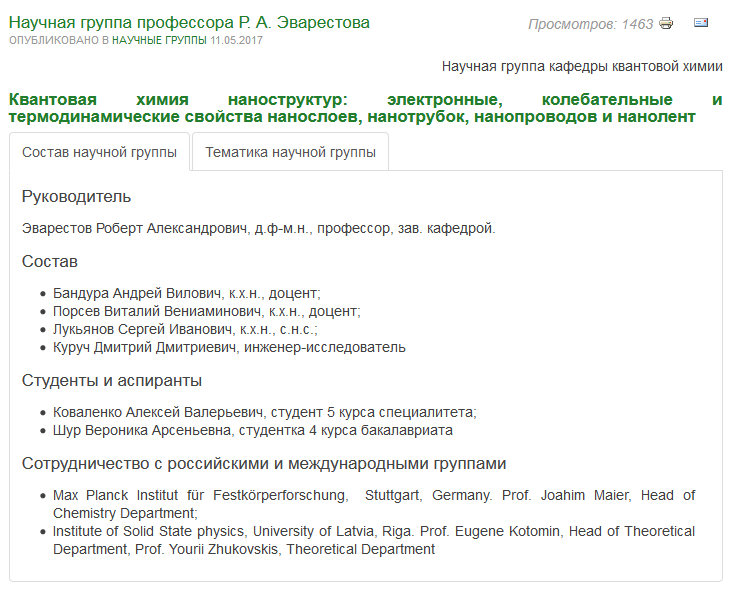 Научная группа профессора Р. А. Эварестова
Просмотров: 1463
ОПУБЛИКОВАНО В НАУЧНЫЕ ГРУППЫ 11.05.2017
Научная группа кафедры квантовой химии
Квантовая химия наноструктур: электронные, колебательные и
термодинамические свойства нанослоев, нанотрубок, нанопроводов и нанолент
Состав научной группы
Тематика научной группы
Руководитель
Эварестов Роберт Александрович, д.ф-м.н., профессор, зав. кафедрой.
Состав
• Бандура Андрей Вилович, к.х.н., доцент;
• Порсев Виталий Вениаминович, к.х.н., доцент;
• Лукьянов Сергей Иванович, к.х.н., с.н.с.;
• Куруч Дмитрий Дмитриевич, инженер-исследователь
Студенты и аспиранты
• Коваленко Алексей Валерьевич, студент 5 курса специалитета;
• Шур Вероника Арсеньевна, студентка 4 курса бакалавриата
Сотрудничество с российскими и международными группами
• Max Planck Institut für Festkörperforschung, Stuttgart, Germany. Prof. Joahim Maier, Head of
Chemistry Department;
• Institute of Solid State physics, University of Latvia, Riga. Prof. Eugene Kotomin, Head of Theoretical
Department, Prof. Yourii Zhukovskis, Theoretical Department